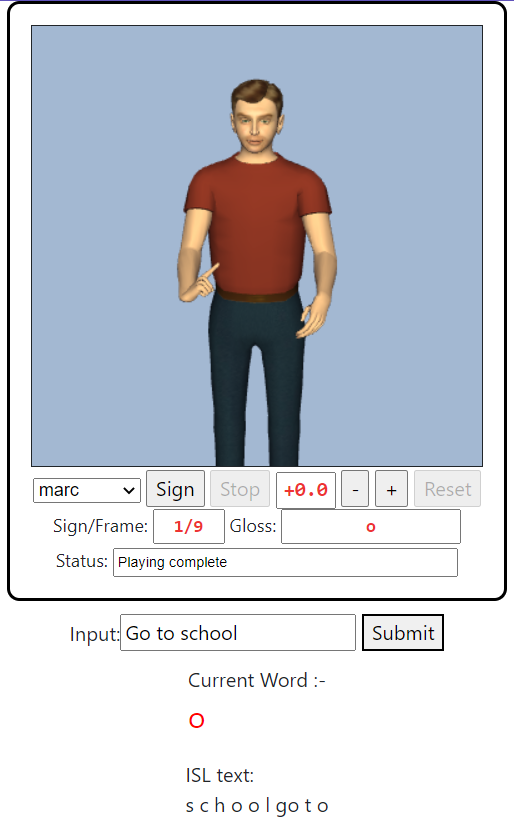 marc Sign Stop +0.0 - + Reset
Sign/Frame: 1/9 Gloss: o
Status: Playing complete
Input: Go to school Submit
Current Word :-
O
ISL text:
s c h o o l go t o